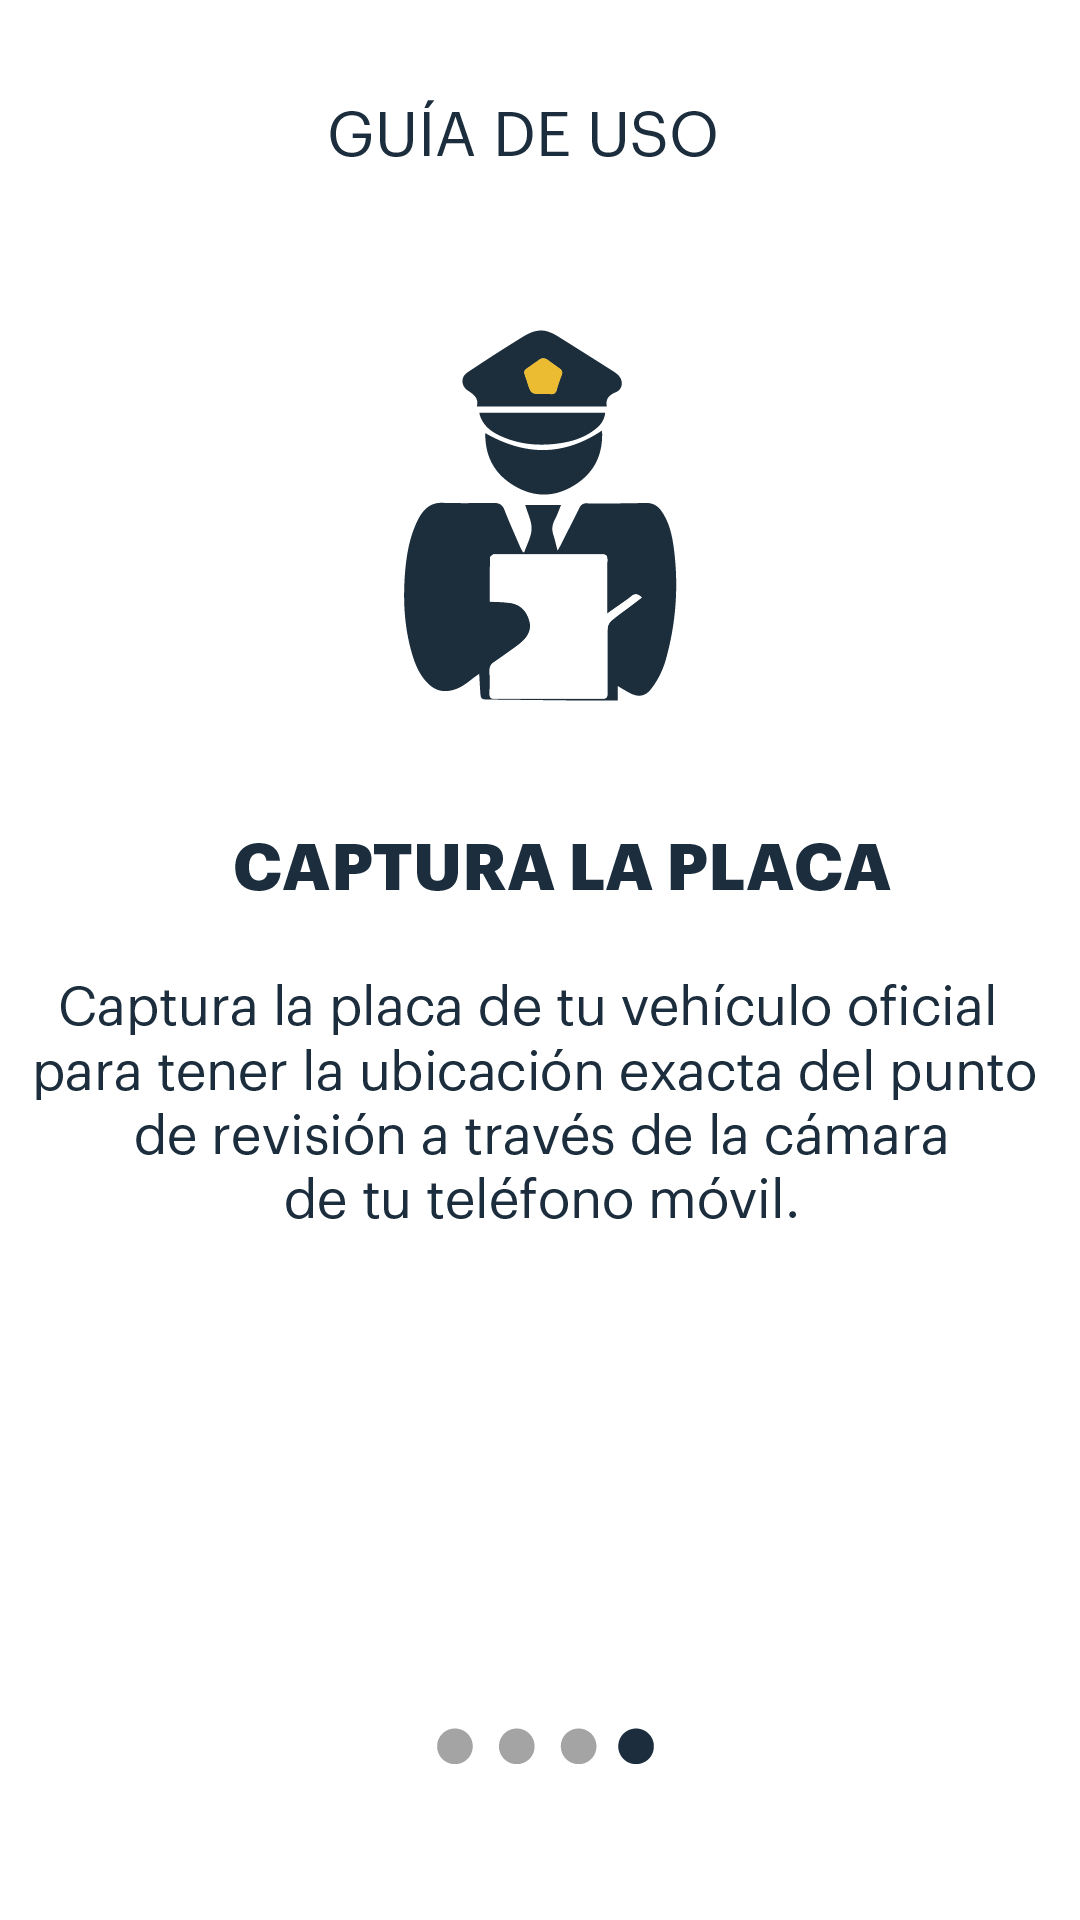 GUÍA DE USO
CAPTURA LA PLACA
Captura la placa de tu vehículo oficial
para tener la ubicación exacta del punto
de revisión a través de la cámara
de tu teléfono móvil.